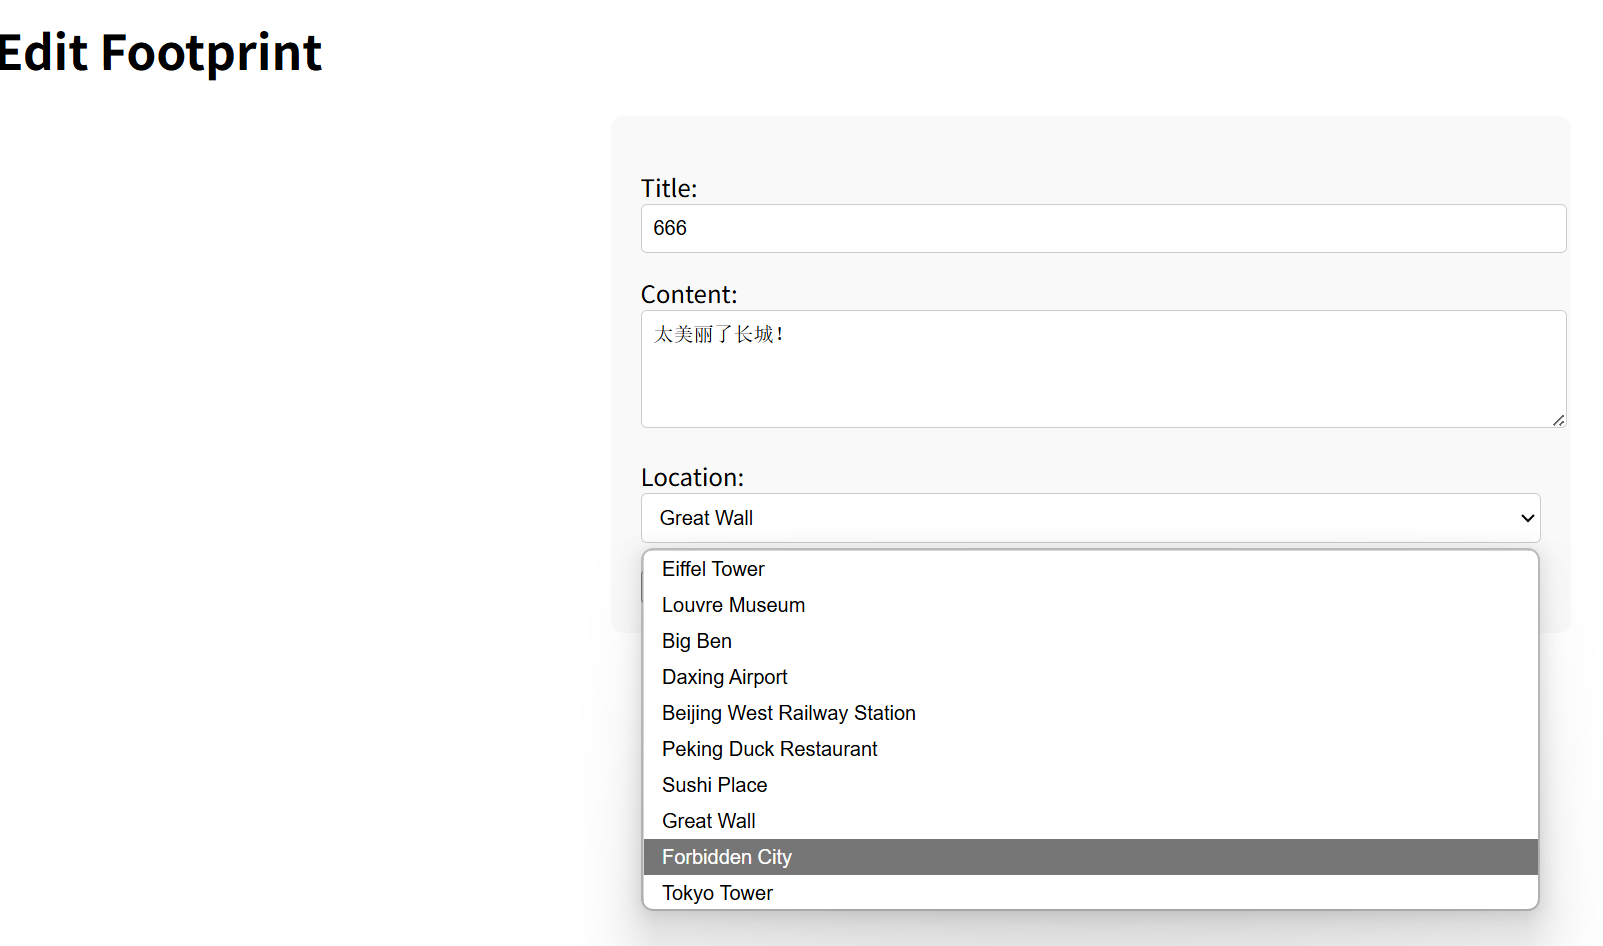 Edit Footprint
Title:
666
Content:
太美丽了长城！
Location:
Great Wall
Eiffel Tower
Louvre Museum
Big Ben
Daxing Airport
Beijing West Railway Station
Peking Duck Restaurant
Sushi Place
Great Wall
Forbidden City
Tokyo Tower